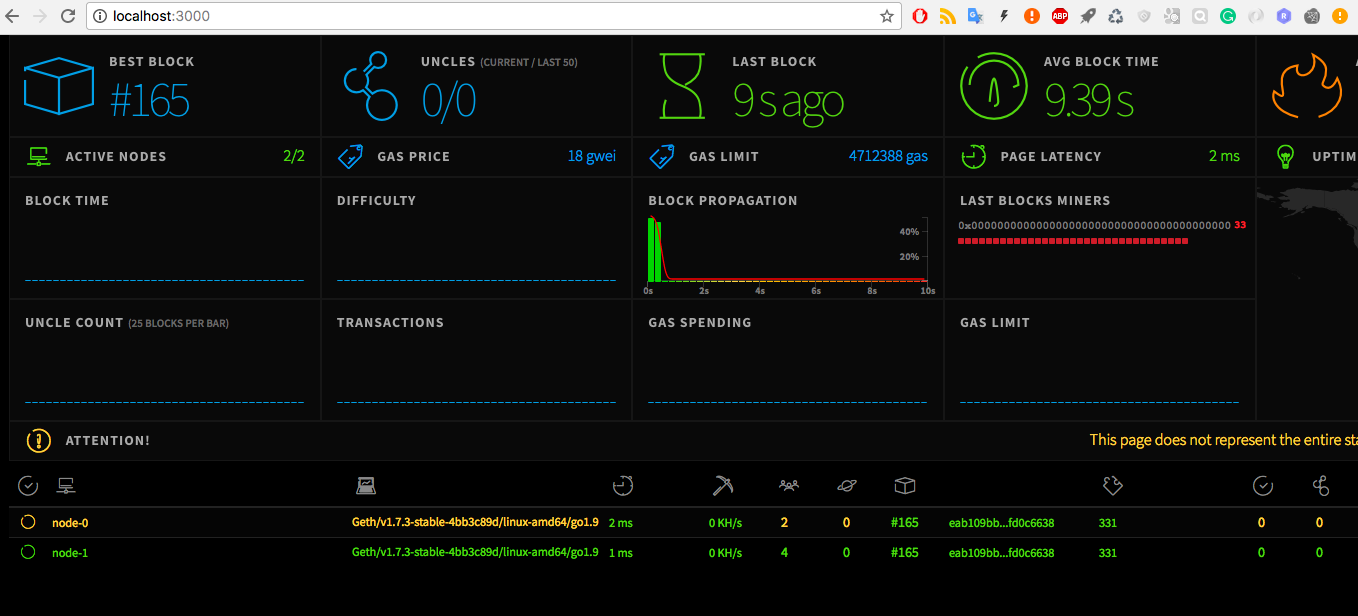 localhost:3000
BEST BLOCK
#165
UNCLES (CURRENT / LAST 50)
0/0
LAST BLOCK
9 s ago
AVG BLOCK TIME
9.39 s
ACTIVE NODES 2/2
GAS PRICE 18 gwei
GAS LIMIT 4712388 gas
PAGE LATENCY 2 ms
UPTIM
BLOCK TIME
DIFFICULTY
BLOCK PROPAGATION
40%
20%
0s 2s 4s 6s 8s 10s
LAST BLOCKS MINERS
0x0000000000000000000000000000000000000000 33
UNCLE COUNT (25 BLOCKS PER BAR)
TRANSACTIONS
GAS SPENDING
GAS LIMIT
ATTENTION!
This page does not represent the entire sta
node-0 Geth/v1.7.3-stable-4bb3c89d/linux-amd64/go1.9 2 ms 0 KH/s 2 0 #165 eab109bb...fd0c6638 331 0 0
node-1 Geth/v1.7.3-stable-4bb3c89d/linux-amd64/go1.9 1 ms 0 KH/s 4 0 #165 eab109bb...fd0c6638 331 0 0